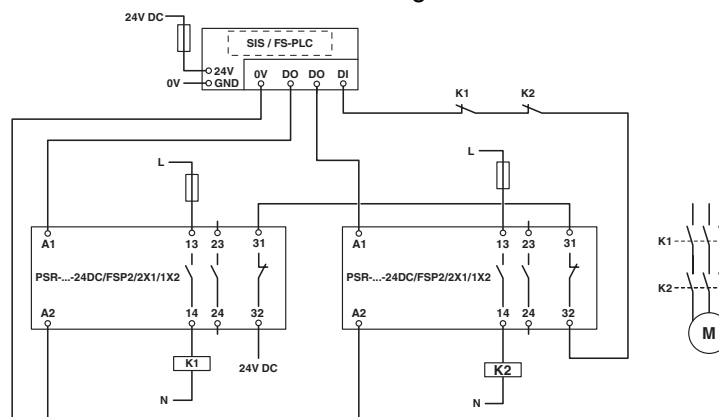 24V DC
SIS / FS-PLC
24V
0V GND
0V DO DO DI
K1 K2
L
L
A1 13 23 31
A1 13 23 31
PSR-...-24DC/FSP2/2X1/1X2
PSR-...-24DC/FSP2/2X1/1X2
A2 14 24 32
A2 14 24 32
K1
24V DC
K2
N
N
K1
K2
M